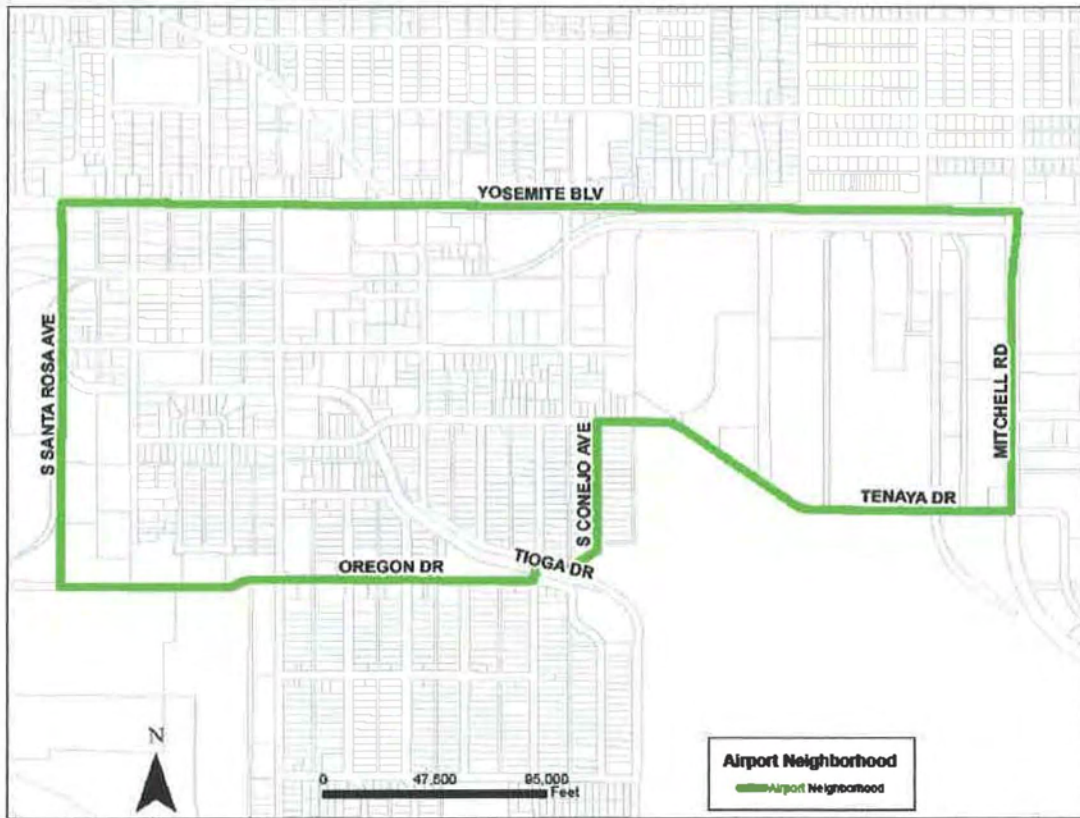 YOSEMITE BLV
S SANTA ROSA AVE
MITCHELL RD
S CONEJO AVE
TENAYA DR
TIOGA DR
OREGON DR
N
0 47,500 95,000
Feet
Airport Neighborhood
Airport Neighborhood